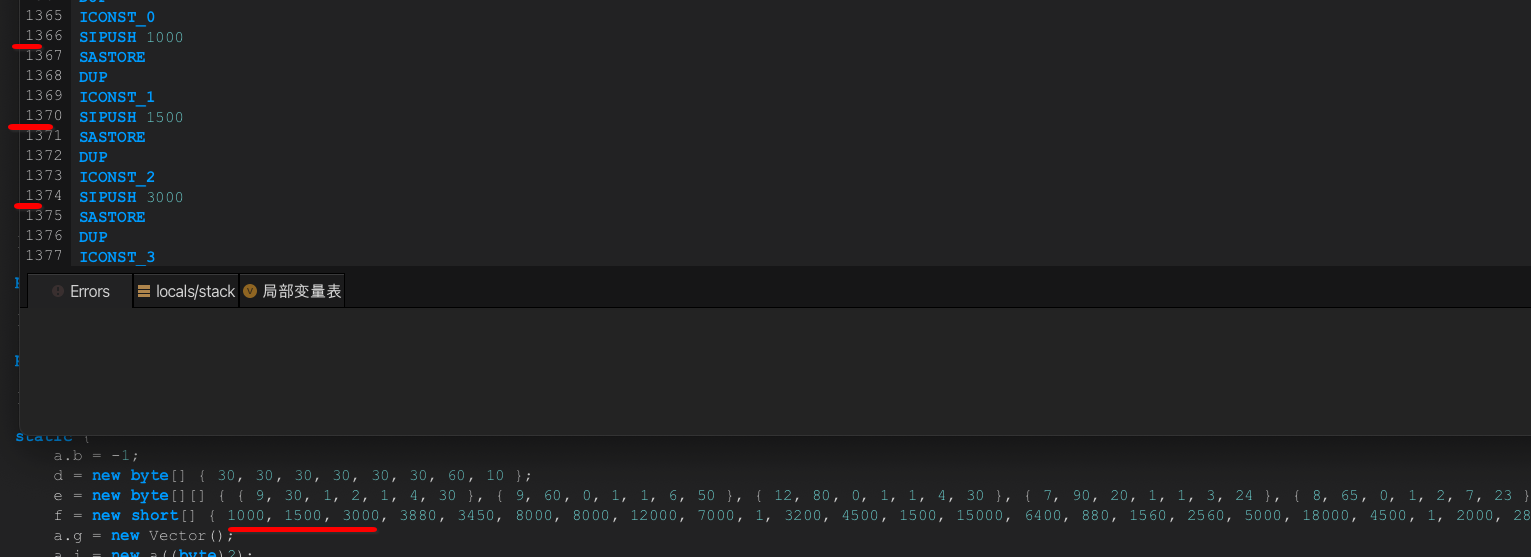 1365 ICONST_0
1366 SIPUSH 1000
1367 SASTORE
1368 DUP
1369 ICONST_1
1370 SIPUSH 1500
1371 SASTORE
1372 DUP
1373 ICONST_2
1374 SIPUSH 3000
1375 SASTORE
1376 DUP
1377 ICONST_3
Errors locals/stack 局部变量表
static {
a.b = -1;
d = new byte[] { 30, 30, 30, 30, 30, 30, 60, 10 };
e = new byte[][] { { 9, 30, 1, 2, 1, 4, 30 }, { 9, 60, 0, 1, 1, 6, 50 }, { 12, 80, 0, 1, 1, 4, 30 }, { 7, 90, 20, 1, 1, 3, 24 }, { 8, 65, 0, 1, 2, 7, 23 }
f = new short[] { 1000, 1500, 3000, 3880, 3450, 8000, 8000, 12000, 7000, 1, 3200, 4500, 1500, 15000, 6400, 880, 1560, 2560, 5000, 18000, 4500, 1, 2000, 28
a.g = new Vector();
a.i = new a((byte)2);